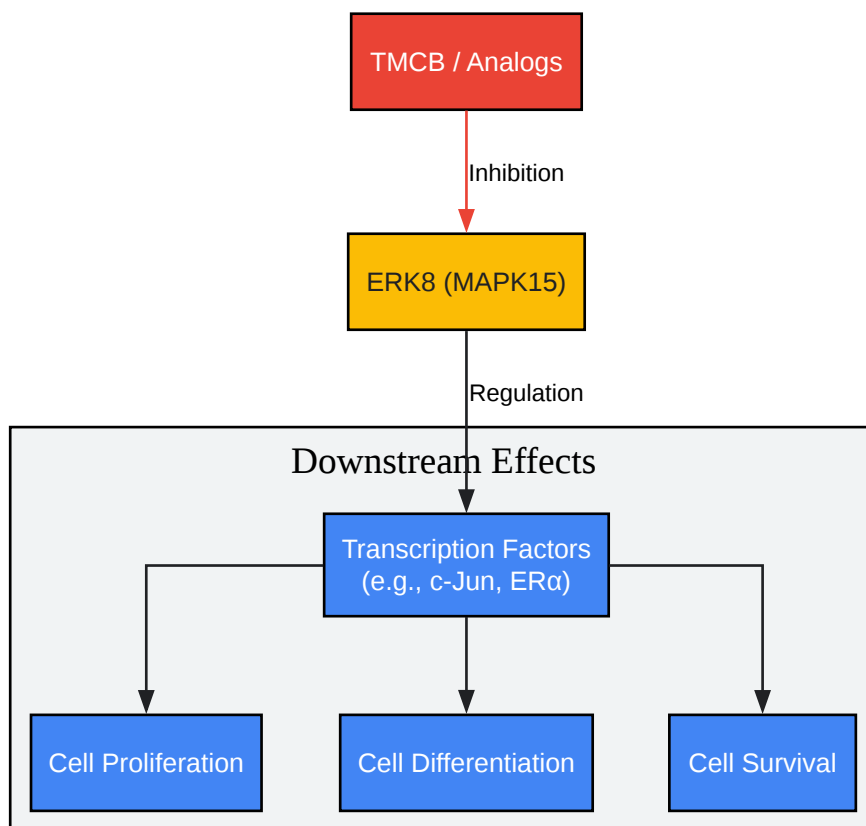 TMCB / Analogs
Inhibition
ERK8 (MAPK15)
Regulation
Downstream Effects
Transcription Factors
(e.g., c-Jun, ERα)
Cell Proliferation
Cell Differentiation
Cell Survival